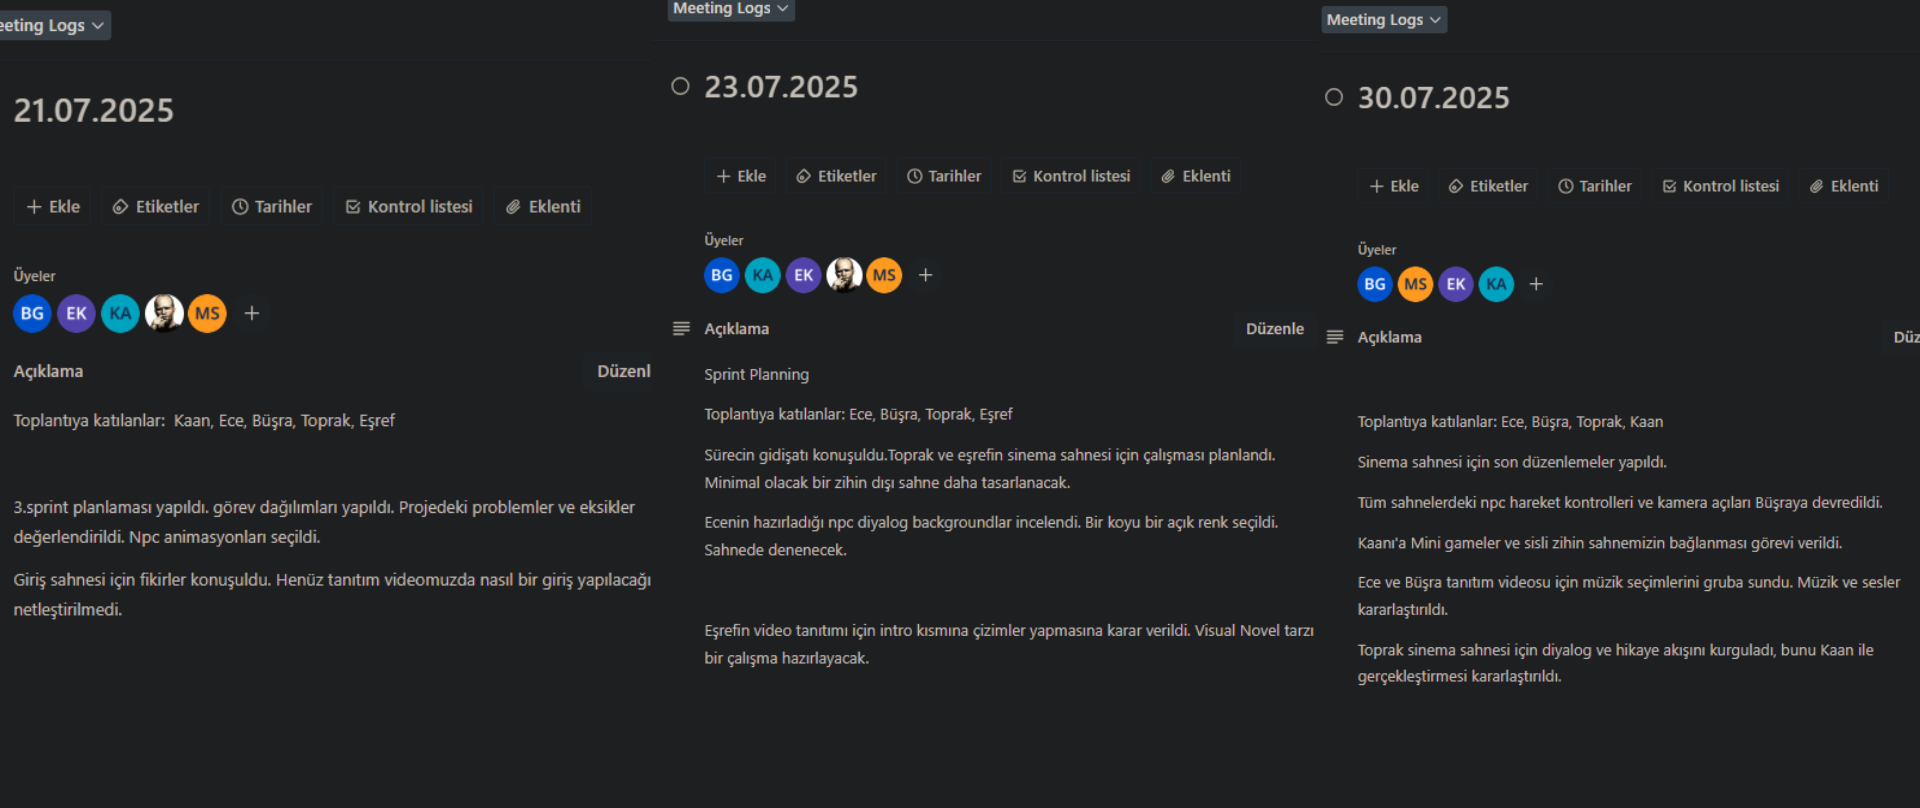 eeting Logs
21.07.2025
Ekle
Etiketler
Tarihler
Kontrol listesi
Eklenti
Üyeler
BG
EK
KA
MS
Açıklama
Düzenl
Toplantıya katılanlar:  Kaan, Ece, Büşra, Toprak, Eşref
3.sprint planlaması yapıldı. görev dağılımları yapıldı. Projedeki problemler ve eksikler
değerlendirildi. Npc animasyonları seçildi.
Giriş sahnesi için fikirler konuşuldu. Henüz tanıtım videomuzda nasıl bir giriş yapılacağı
netleştirilmedi.
Meeting Logs
23.07.2025
Ekle
Etiketler
Tarihler
Kontrol listesi
Eklenti
Üyeler
BG
KA
EK
MS
Açıklama
Düzenle
Sprint Planning
Toplantıya katılanlar: Ece, Büşra, Toprak, Eşref
Sürecin gidişatı konuşuldu.Toprak ve eşrefin sinema sahnesi için çalışması planlandı.
Minimal olacak bir zihin dışı sahne daha tasarlanacak.
Ecenin hazırladığı npc diyalog backgroundlar incelendi. Bir koyu bir açık renk seçildi.
Sahnede denenecek.
Eşrefin video tanıtımı için intro kısmına çizimler yapmasına karar verildi. Visual Novel tarzı
bir çalışma hazırlayacak.
Meeting Logs
30.07.2025
Ekle
Etiketler
Tarihler
Kontrol listesi
Eklenti
Üyeler
BG
MS
EK
KA
Açıklama
Düz
Toplantıya katılanlar: Ece, Büşra, Toprak, Kaan
Sinema sahnesi için son düzenlemeler yapıldı.
Tüm sahnelerdeki npc hareket kontrolleri ve kamera açıları Büşraya devredildi.
Kaanı'a Mini gameler ve sisli zihin sahnemizin bağlanması görevi verildi.
Ece ve Büşra tanıtım videosu için müzik seçimlerini gruba sundu. Müzik ve sesler
kararlaştırıldı.
Toprak sinema sahnesi için diyalog ve hikaye akışını kurguladı, bunu Kaan ile
gerçekleştirmesi kararlaştırıldı.